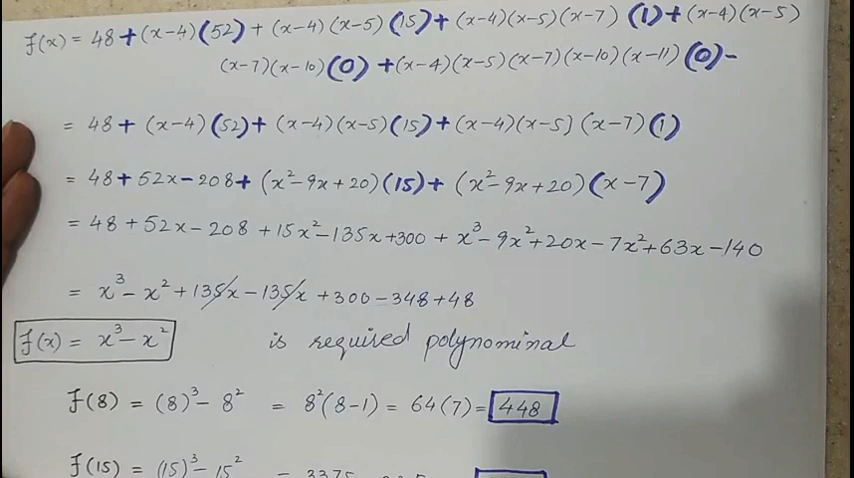 f(x) = 48 + (x-4)(52) + (x-4)(x-5)(15) + (x-4)(x-5)(x-7)(1) + (x-4)(x-5)
(x-7)(x-10)(0) + (x-4)(x-5)(x-7)(x-10)(x-11)(0)-
= 48 + (x-4)(52) + (x-4)(x-5)(15) + (x-4)(x-5)(x-7)(1)
= 48 + 52x - 208 + (x²-9x+20)(15) + (x²-9x+20)(x-7)
= 48 + 52x - 208 + 15x² - 135x + 300 + x³ - 9x² + 20x - 7x² + 63x - 140
= x³ - x² + 135x - 135x + 300 - 348 + 48
f(x) = x³ - x² is required polynominal
f(8) = (8)³ - 8² = 8²(8-1) = 64(7) = 448
f(15) = (15)³ - 15² = 3375